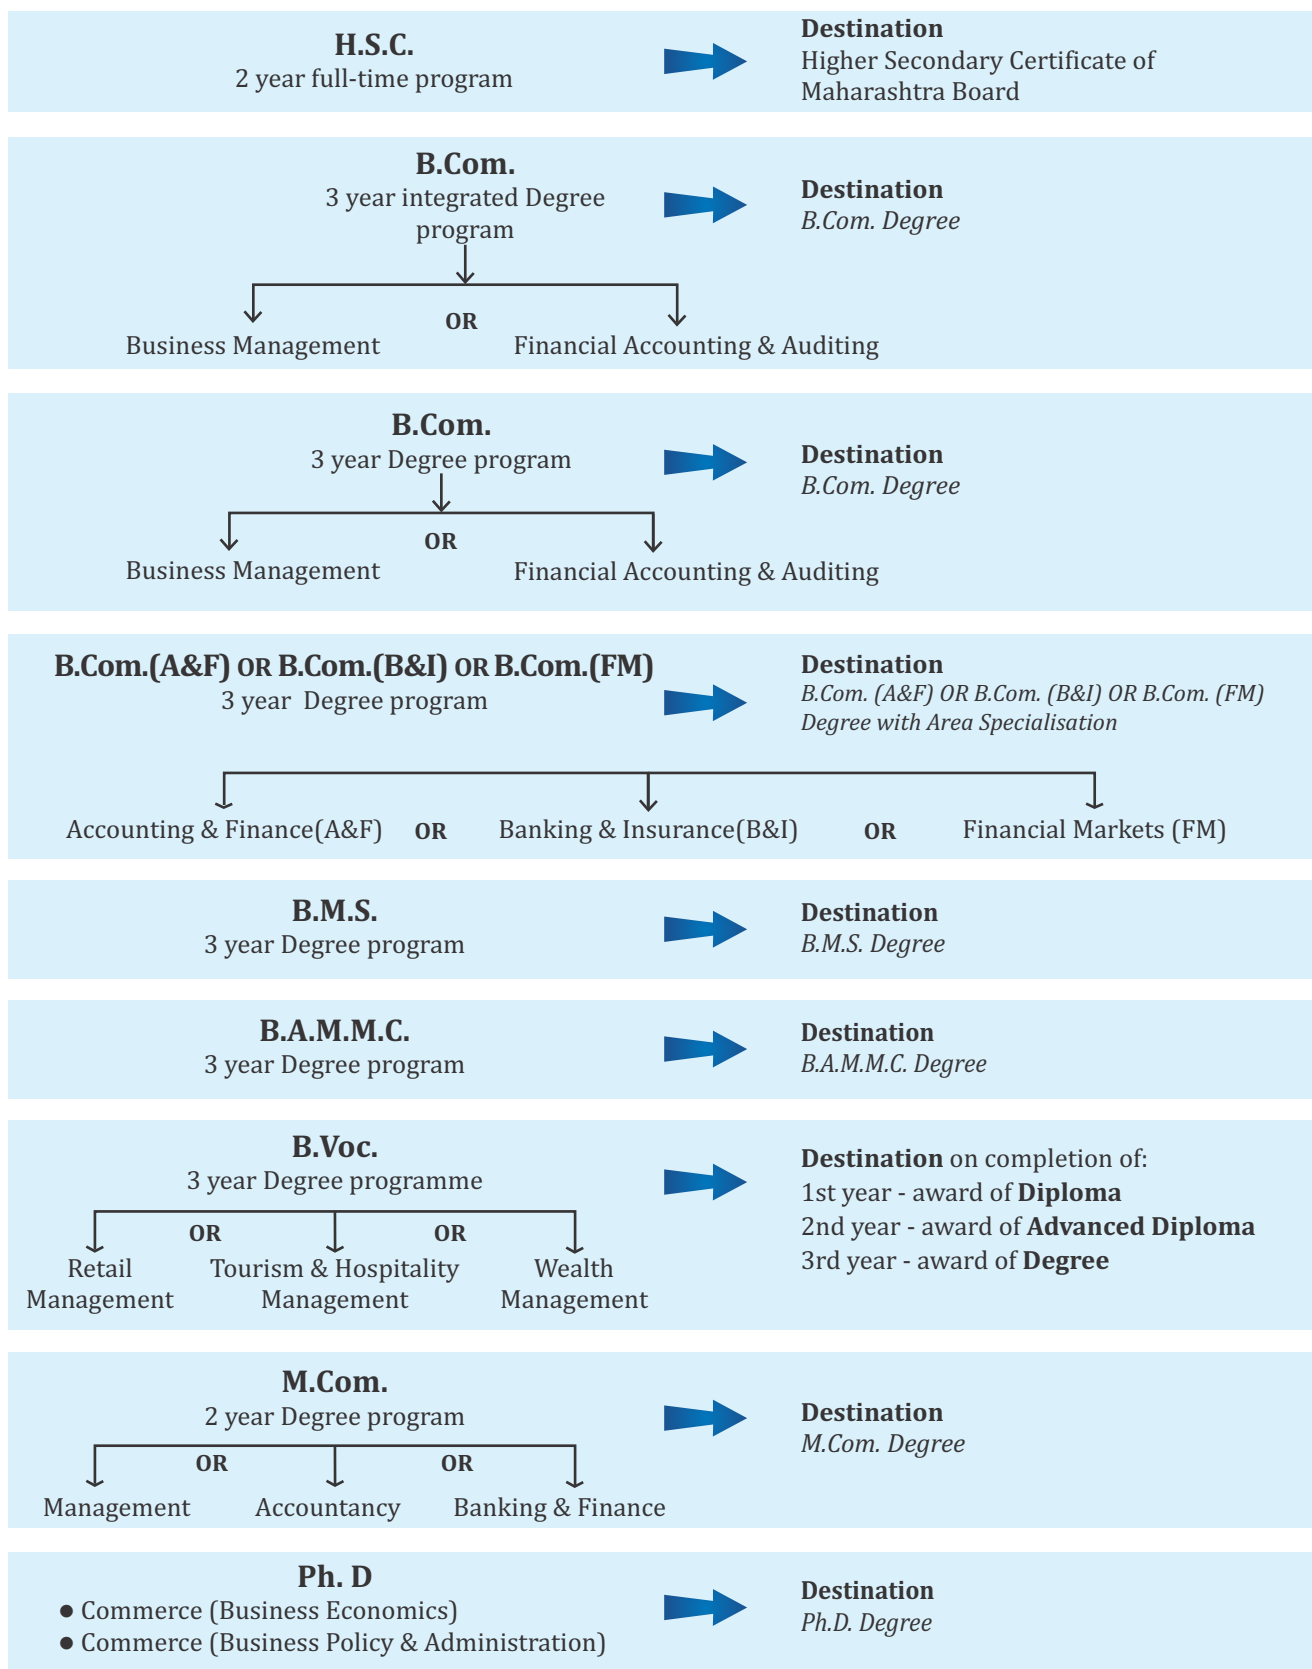 H.S.C.
2 year full-time program
Destination
Higher Secondary Certificate of
Maharashtra Board
B.Com.
3 year integrated Degree
program
Destination
B.Com. Degree
OR
Business Management
Financial Accounting & Auditing
B.Com.
3 year Degree program
Destination
B.Com. Degree
OR
Business Management
Financial Accounting & Auditing
B.Com.(A&F) OR B.Com.(B&I) OR B.Com.(FM)
3 year Degree program
Destination
B.Com. (A&F) OR B.Com. (B&I) OR B.Com. (FM)
Degree with Area Specialisation
Accounting & Finance(A&F) OR Banking & Insurance(B&I) OR Financial Markets (FM)
B.M.S.
3 year Degree program
Destination
B.M.S. Degree
B.A.M.M.C.
3 year Degree program
Destination
B.A.M.M.C. Degree
B.Voc.
3 year Degree programme
OR OR
Retail
Management
Tourism & Hospitality
Management
Wealth
Management
Destination on completion of:
1st year - award of Diploma
2nd year - award of Advanced Diploma
3rd year - award of Degree
M.Com.
2 year Degree program
Destination
M.Com. Degree
OR OR
Management Accountancy Banking & Finance
Ph. D
● Commerce (Business Economics)
● Commerce (Business Policy & Administration)
Destination
Ph.D. Degree